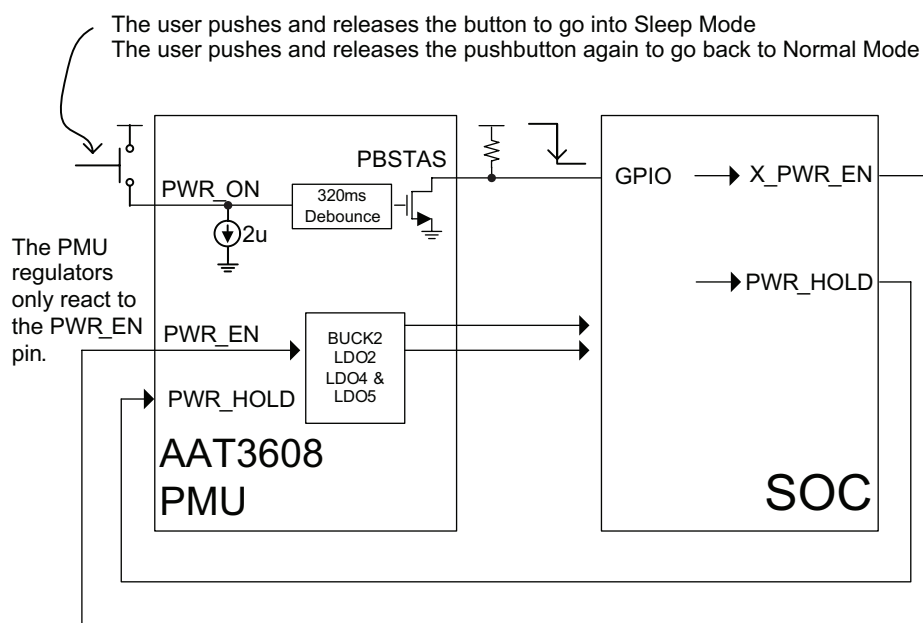 The user pushes and releases the button to go into Sleep Mode
The user pushes and releases the pushbutton again to go back to Normal Mode
PBSTAS
PWR_ON
320ms
Debounce
2u
GPIO
X_PWR_EN
PWR_HOLD
The PMU
regulators
only react to
the PWR_EN
pin.
PWR_EN
BUCK2
LDO2
LDO4 &
LDO5
PWR_HOLD
AAT3608
PMU
SOC